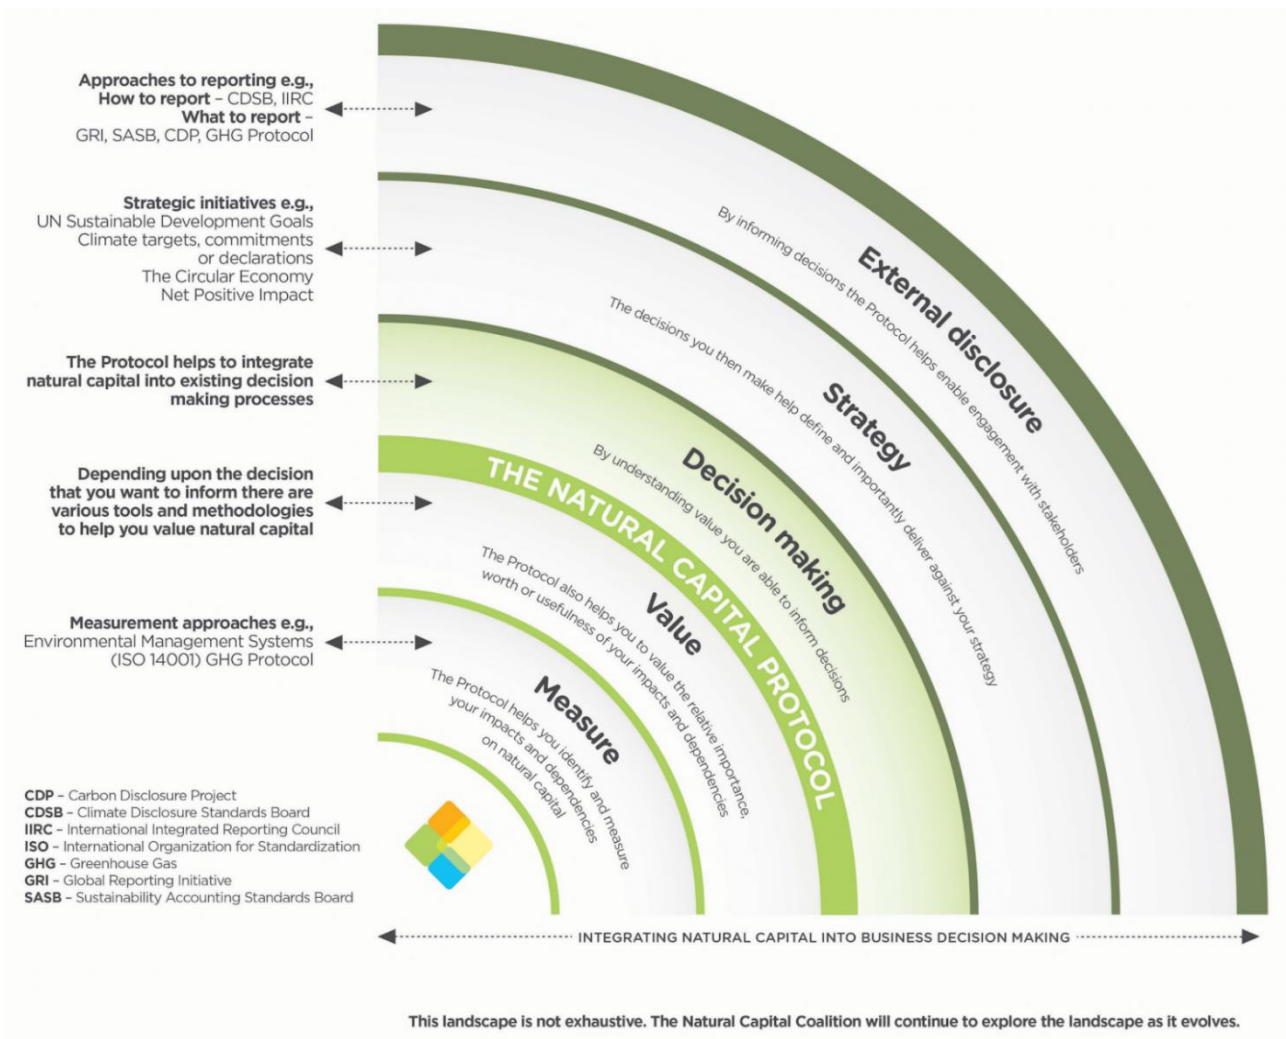 Approaches to reporting e.g.,
How to report – CDSB, IIRC
What to report –
GRI, SASB, CDP, GHG Protocol
Strategic initiatives e.g.,
UN Sustainable Development Goals
Climate targets, commitments
or declarations
The Circular Economy
Net Positive Impact
The Protocol helps to integrate
natural capital into existing decision
making processes
Depending upon the decision
that you want to inform there are
various tools and methodologies
to help you value natural capital
Measurement approaches e.g.,
Environmental Management Systems
(ISO 14001) GHG Protocol
External disclosure
By informing decisions the Protocol helps enable engagement with stakeholders
Strategy
The decisions you then make help define and importantly deliver against your strategy
Decision making
By understanding value you are able to inform decisions
THE NATURAL CAPITAL PROTOCOL
Value
The Protocol also helps you to value the relative importance,
worth or usefulness of your impacts and dependencies
Measure
The Protocol helps you identify and measure
your impacts and dependencies
on natural capital
CDP – Carbon Disclosure Project
CDSB – Climate Disclosure Standards Board
IIRC – International Integrated Reporting Council
ISO – International Organization for Standardization
GHG – Greenhouse Gas
GRI – Global Reporting Initiative
SASB – Sustainability Accounting Standards Board
INTEGRATING NATURAL CAPITAL INTO BUSINESS DECISION MAKING
This landscape is not exhaustive. The Natural Capital Coalition will continue to explore the landscape as it evolves.